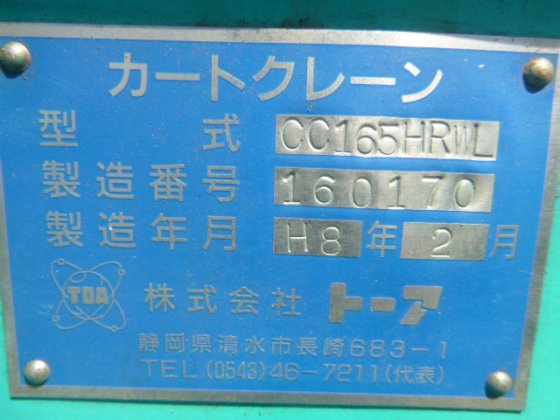 カートクレーン
型式 CC165HRWL
製造番号 160170
製造年月 H8年2月
TOA 株式会社 トーア
静岡県清水市長崎683-1
TEL(0543)46-7211(代表)